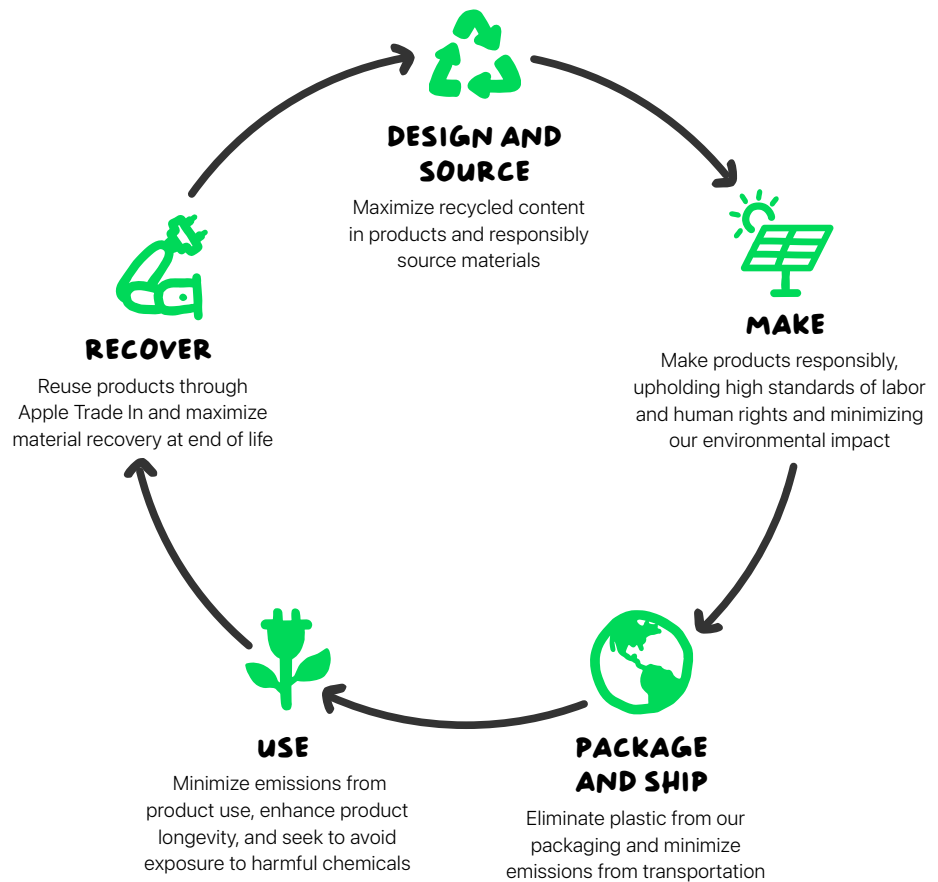 DESIGN AND
SOURCE
Maximize recycled content
in products and responsibly
source materials
MAKE
Make products responsibly,
upholding high standards of labor
and human rights and minimizing
our environmental impact
PACKAGE
AND SHIP
Eliminate plastic from our
packaging and minimize
emissions from transportation
USE
Minimize emissions from
product use, enhance product
longevity, and seek to avoid
exposure to harmful chemicals
RECOVER
Reuse products through
Apple Trade In and maximize
material recovery at end of life